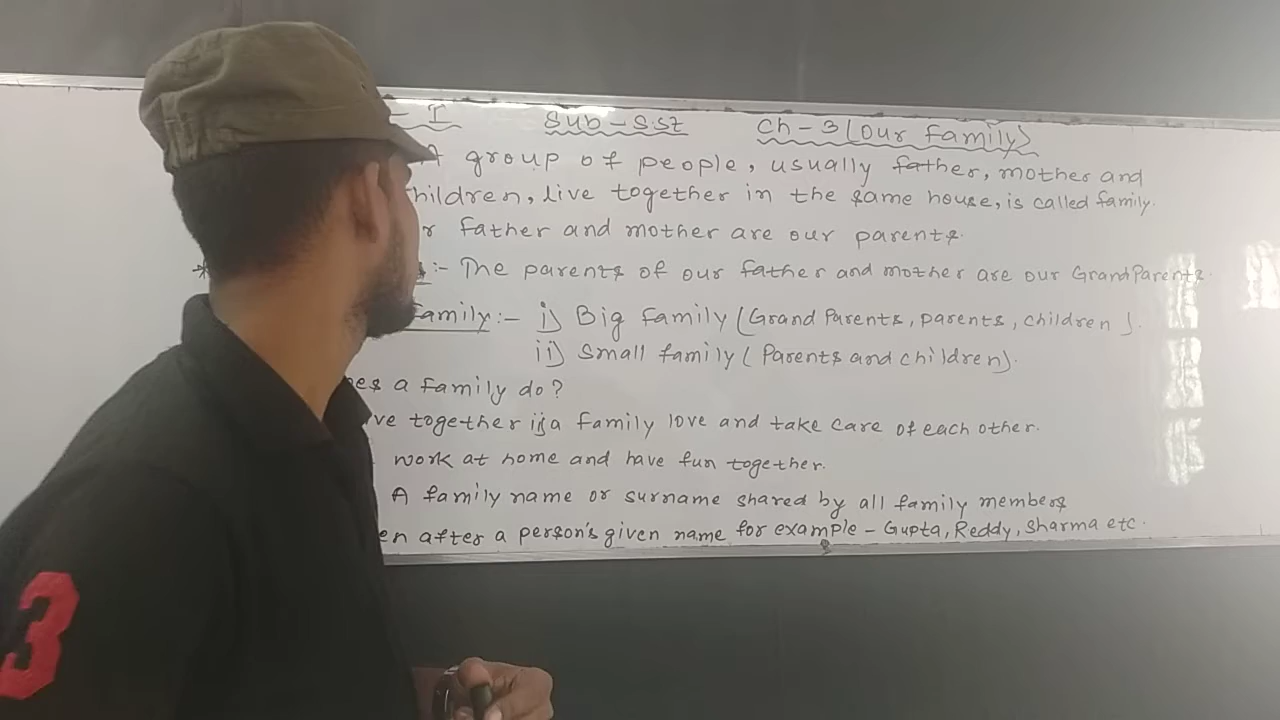 - I Sub - S.St Ch - 3 (Our Family)
A group of people, usually father, mother and
hildren, live together in the same house, is called family.
r Father and mother are our parents.
* :- The parents of our father and mother are our GrandParents.
Family :- i) Big family (Grand Parents, parents, children ).
ii) Small family ( Parents and children).
es a family do?
ve together is a family love and take care of each other.
work at home and have fun together.
A family name or surname shared by all family members
en after a person's given name for example - Gupta, Reddy, Sharma etc.
3